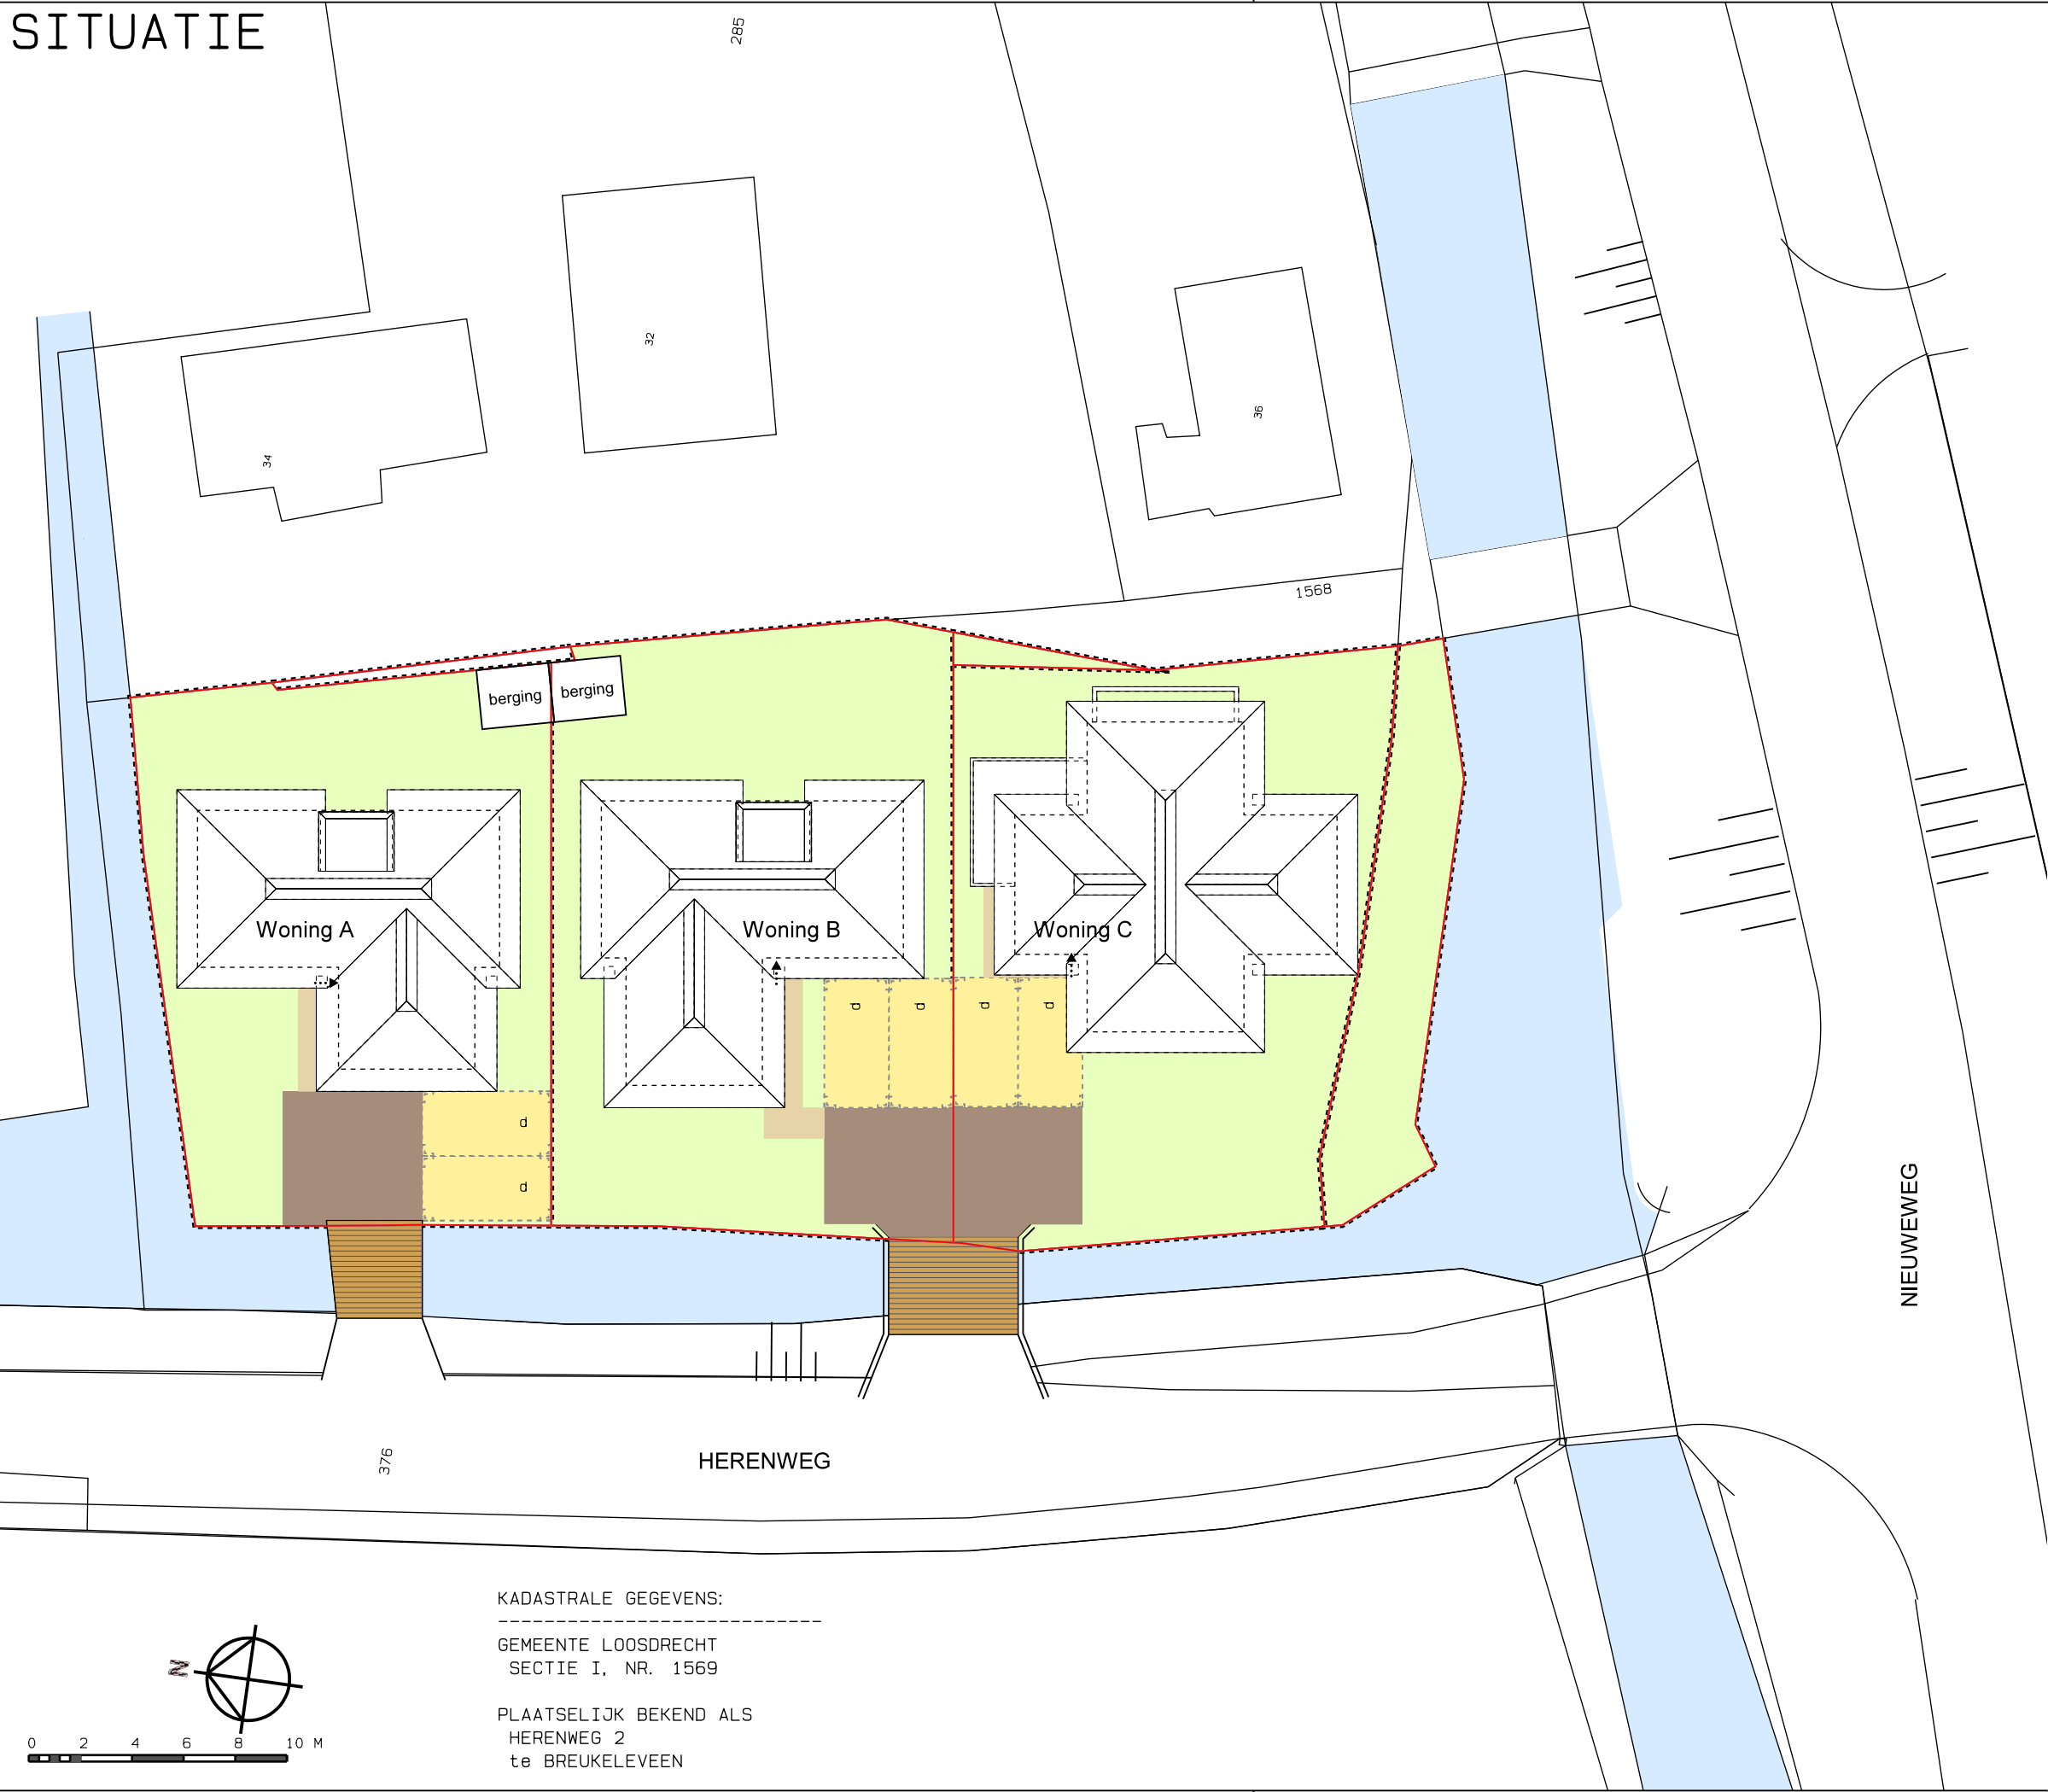 SITUATIE
285
32
36
34
1568
berging
berging
Woning A
Woning B
Woning C
d
d
d
d
d
d
NIEUWEWEG
376
HERENWEG
KADASTRALE GEGEVENS:
----------------------------
GEMEENTE LOOSDRECHT
SECTIE I, NR. 1569
PLAATSELIJK BEKEND ALS
HERENWEG 2
te BREUKELEVEEN
N
0 2 4 6 8 10 M